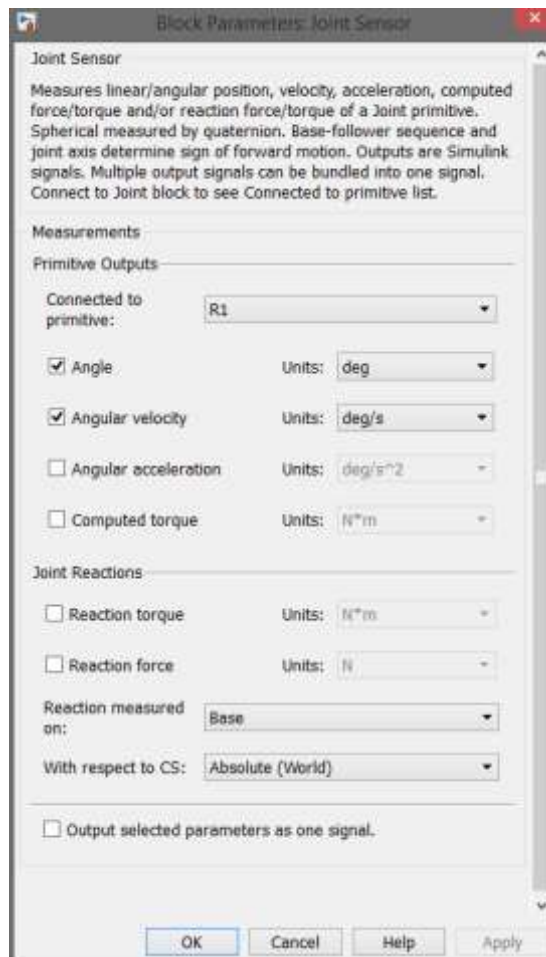 Block Parameters: Joint Sensor
Joint Sensor
Measures linear/angular position, velocity, acceleration, computed
force/torque and/or reaction force/torque of a Joint primitive.
Spherical measured by quaternion. Base-follower sequence and
joint axis determine sign of forward motion. Outputs are Simulink
signals. Multiple output signals can be bundled into one signal.
Connect to Joint block to see Connected to primitive list.
Measurements
Primitive Outputs
Connected to
primitive:
R1
Angle Units: deg
Angular velocity Units: deg/s
Angular acceleration Units: deg/s^2
Computed torque Units: N*m
Joint Reactions
Reaction torque Units: N*m
Reaction force Units: N
Reaction measured
on:
Base
With respect to CS: Absolute (World)
Output selected parameters as one signal.
OK Cancel Help Apply